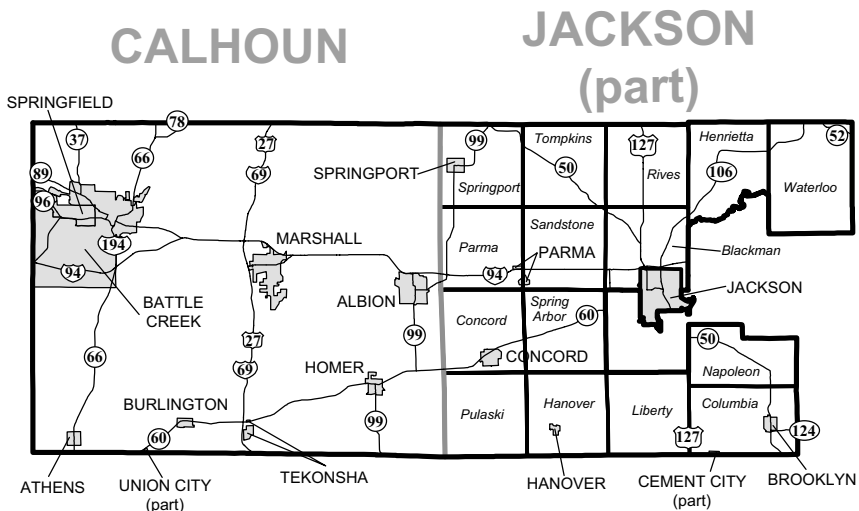 CALHOUN
JACKSON
(part)
SPRINGFIELD
78
37
66
27
69
99
Tompkins
50
127
Henrietta
52
89
96
SPRINGPORT
Springport
Rives
106
Waterloo
194
MARSHALL
Parma
Sandstone
PARMA
Blackman
94
94
BATTLE
CREEK
ALBION
JACKSON
66
27
69
99
Concord
Spring
Arbor
60
CONCORD
50
Napoleon
HOMER
BURLINGTON
60
99
Pulaski
Hanover
Liberty
127
Columbia
124
ATHENS
UNION CITY
(part)
TEKONSHA
HANOVER
CEMENT CITY
(part)
BROOKLYN